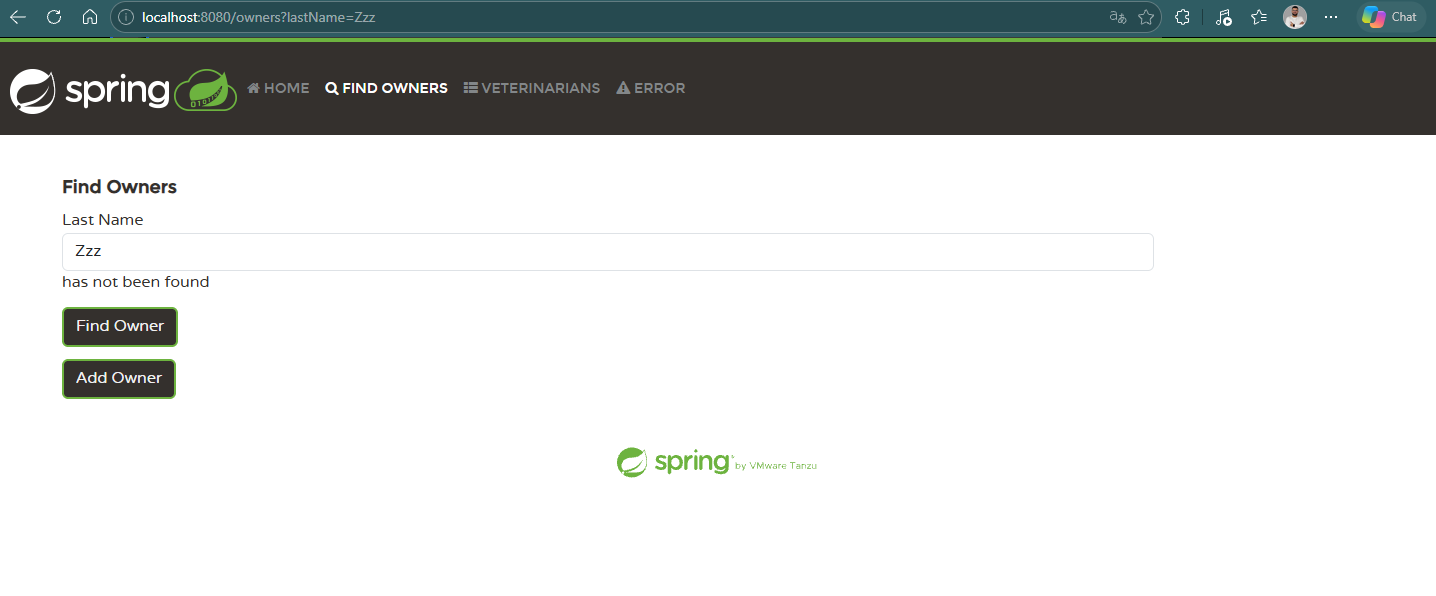 localhost:8080/owners?lastName=Zzz
Chat
spring HOME FIND OWNERS VETERINARIANS ERROR
Find Owners
Last Name
Zzz
has not been found
Find Owner
Add Owner
spring by VMware Tanzu